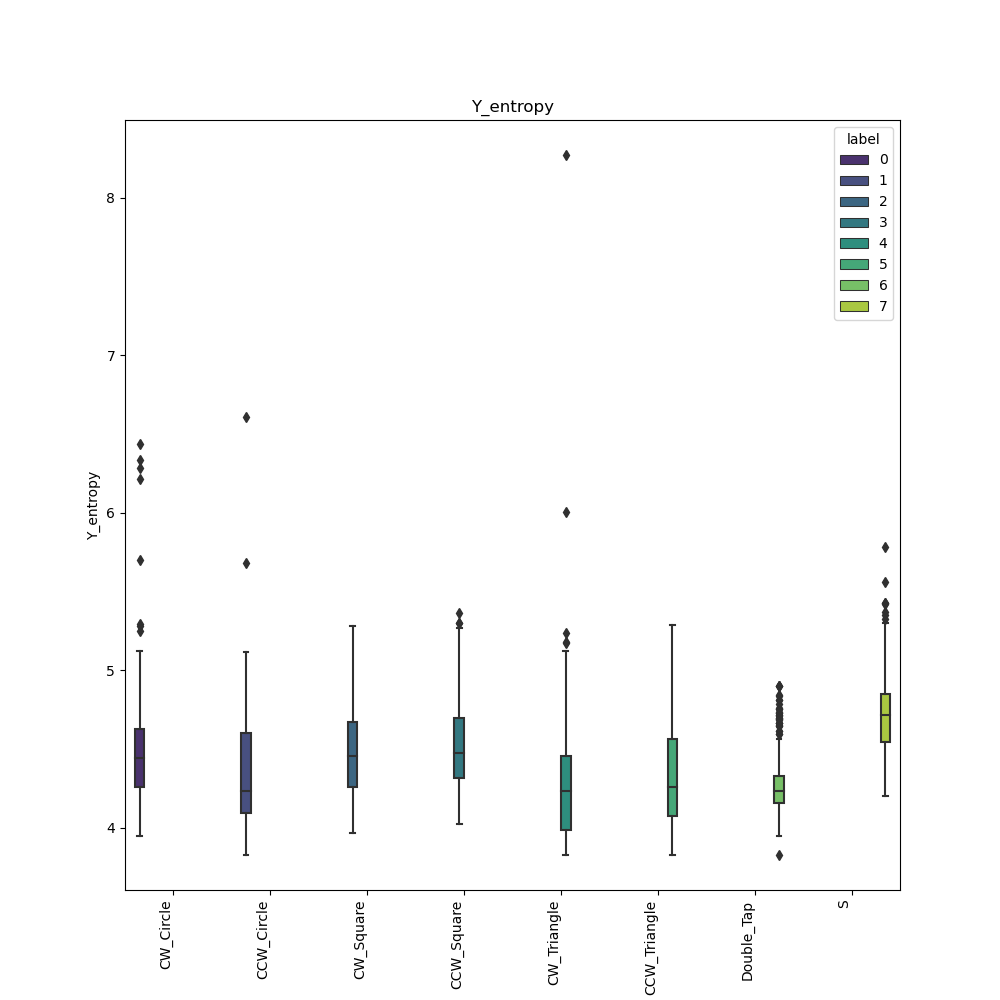 Y_entropy
label
0
1
2
3
4
5
6
7
8
7
6
5
4
Y_entropy
CW_Circle
CCW_Circle
CW_Square
CCW_Square
CW_Triangle
CCW_Triangle
Double_Tap
S